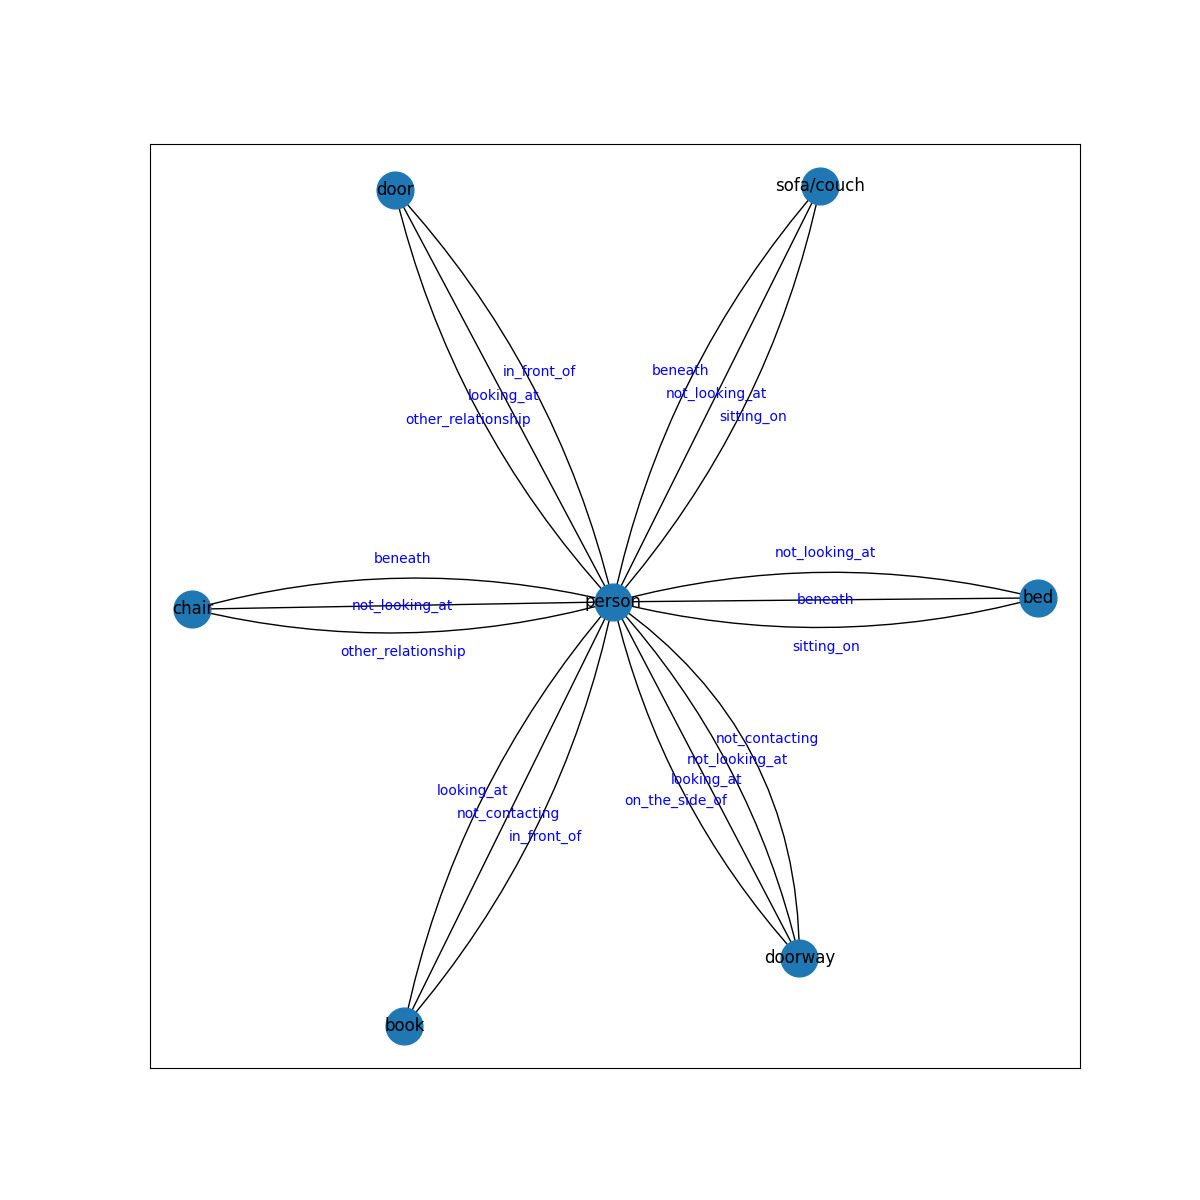 door
sofa/couch
in_front_of
looking_at
other_relationship
beneath
not_looking_at
sitting_on
beneath
not_looking_at
other_relationship
not_looking_at
beneath
sitting_on
chair
person
bed
not_contacting
not_looking_at
looking_at
on_the_side_of
looking_at
not_contacting
in_front_of
doorway
book